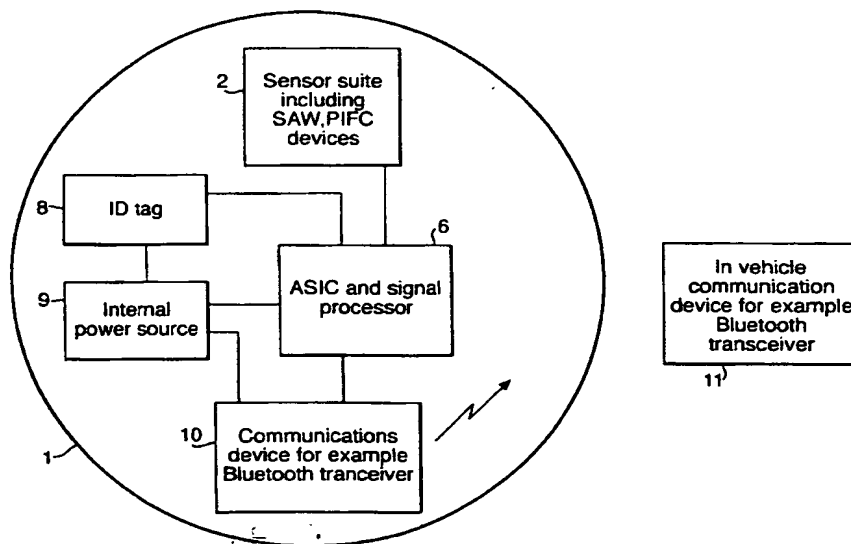 2
Sensor suite
including
SAW,PIFC
devices
8
ID tag
6
ASIC and signal
processor
9
Internal
power source
In vehicle
communication
device for example
Bluetooth
transceiver
11
10
Communications
device for example
Bluetooth tranceiver
1